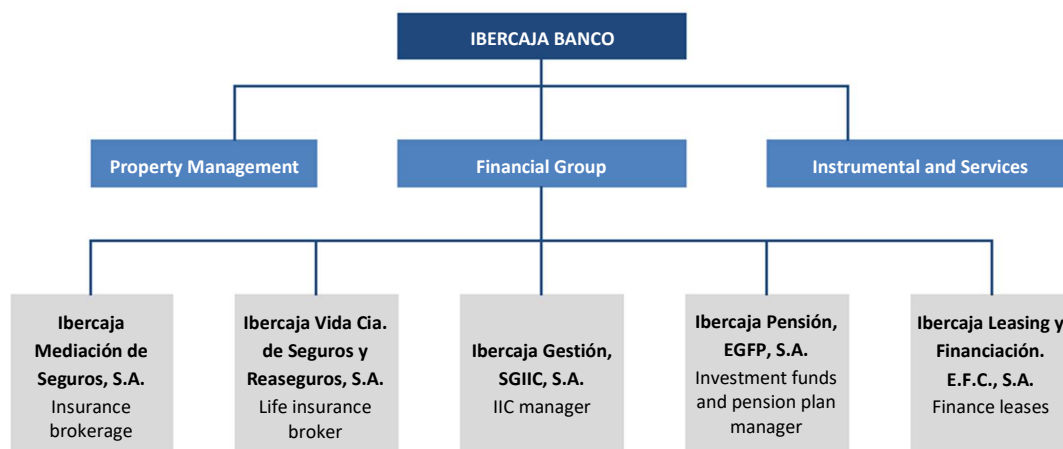 IBERCAJA BANCO
Property Management
Financial Group
Instrumental and Services
Ibercaja
Mediación de
Seguros, S.A.
Insurance
brokerage
Ibercaja Vida Cia.
de Seguros y
Reaseguros, S.A.
Life insurance
broker
Ibercaja Gestión,
SGIIC, S.A.
IIC manager
Ibercaja Pensión,
EGFP, S.A.
Investment funds
and pension plan
manager
Ibercaja Leasing y
Financiación.
E.F.C., S.A.
Finance leases